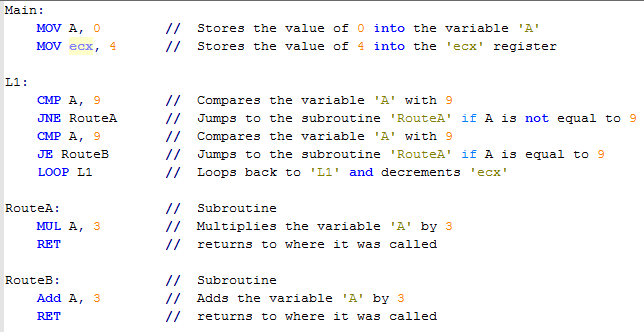 Main:
MOV A, 0 // Stores the value of 0 into the variable 'A'
MOV ecx, 4 // Stores the value of 4 into the 'ecx' register
L1:
CMP A, 9 // Compares the variable 'A' with 9
JNE RouteA // Jumps to the subroutine 'RouteA' if A is not equal to 9
CMP A, 9 // Compares the variable 'A' with 9
JE RouteB // Jumps to the subroutine 'RouteA' if A is equal to 9
LOOP L1 // Loops back to 'L1' and decrements 'ecx'
RouteA: // Subroutine
MUL A, 3 // Multiplies the variable 'A' by 3
RET // returns to where it was called
RouteB: // Subroutine
Add A, 3 // Adds the variable 'A' by 3
RET // returns to where it was called